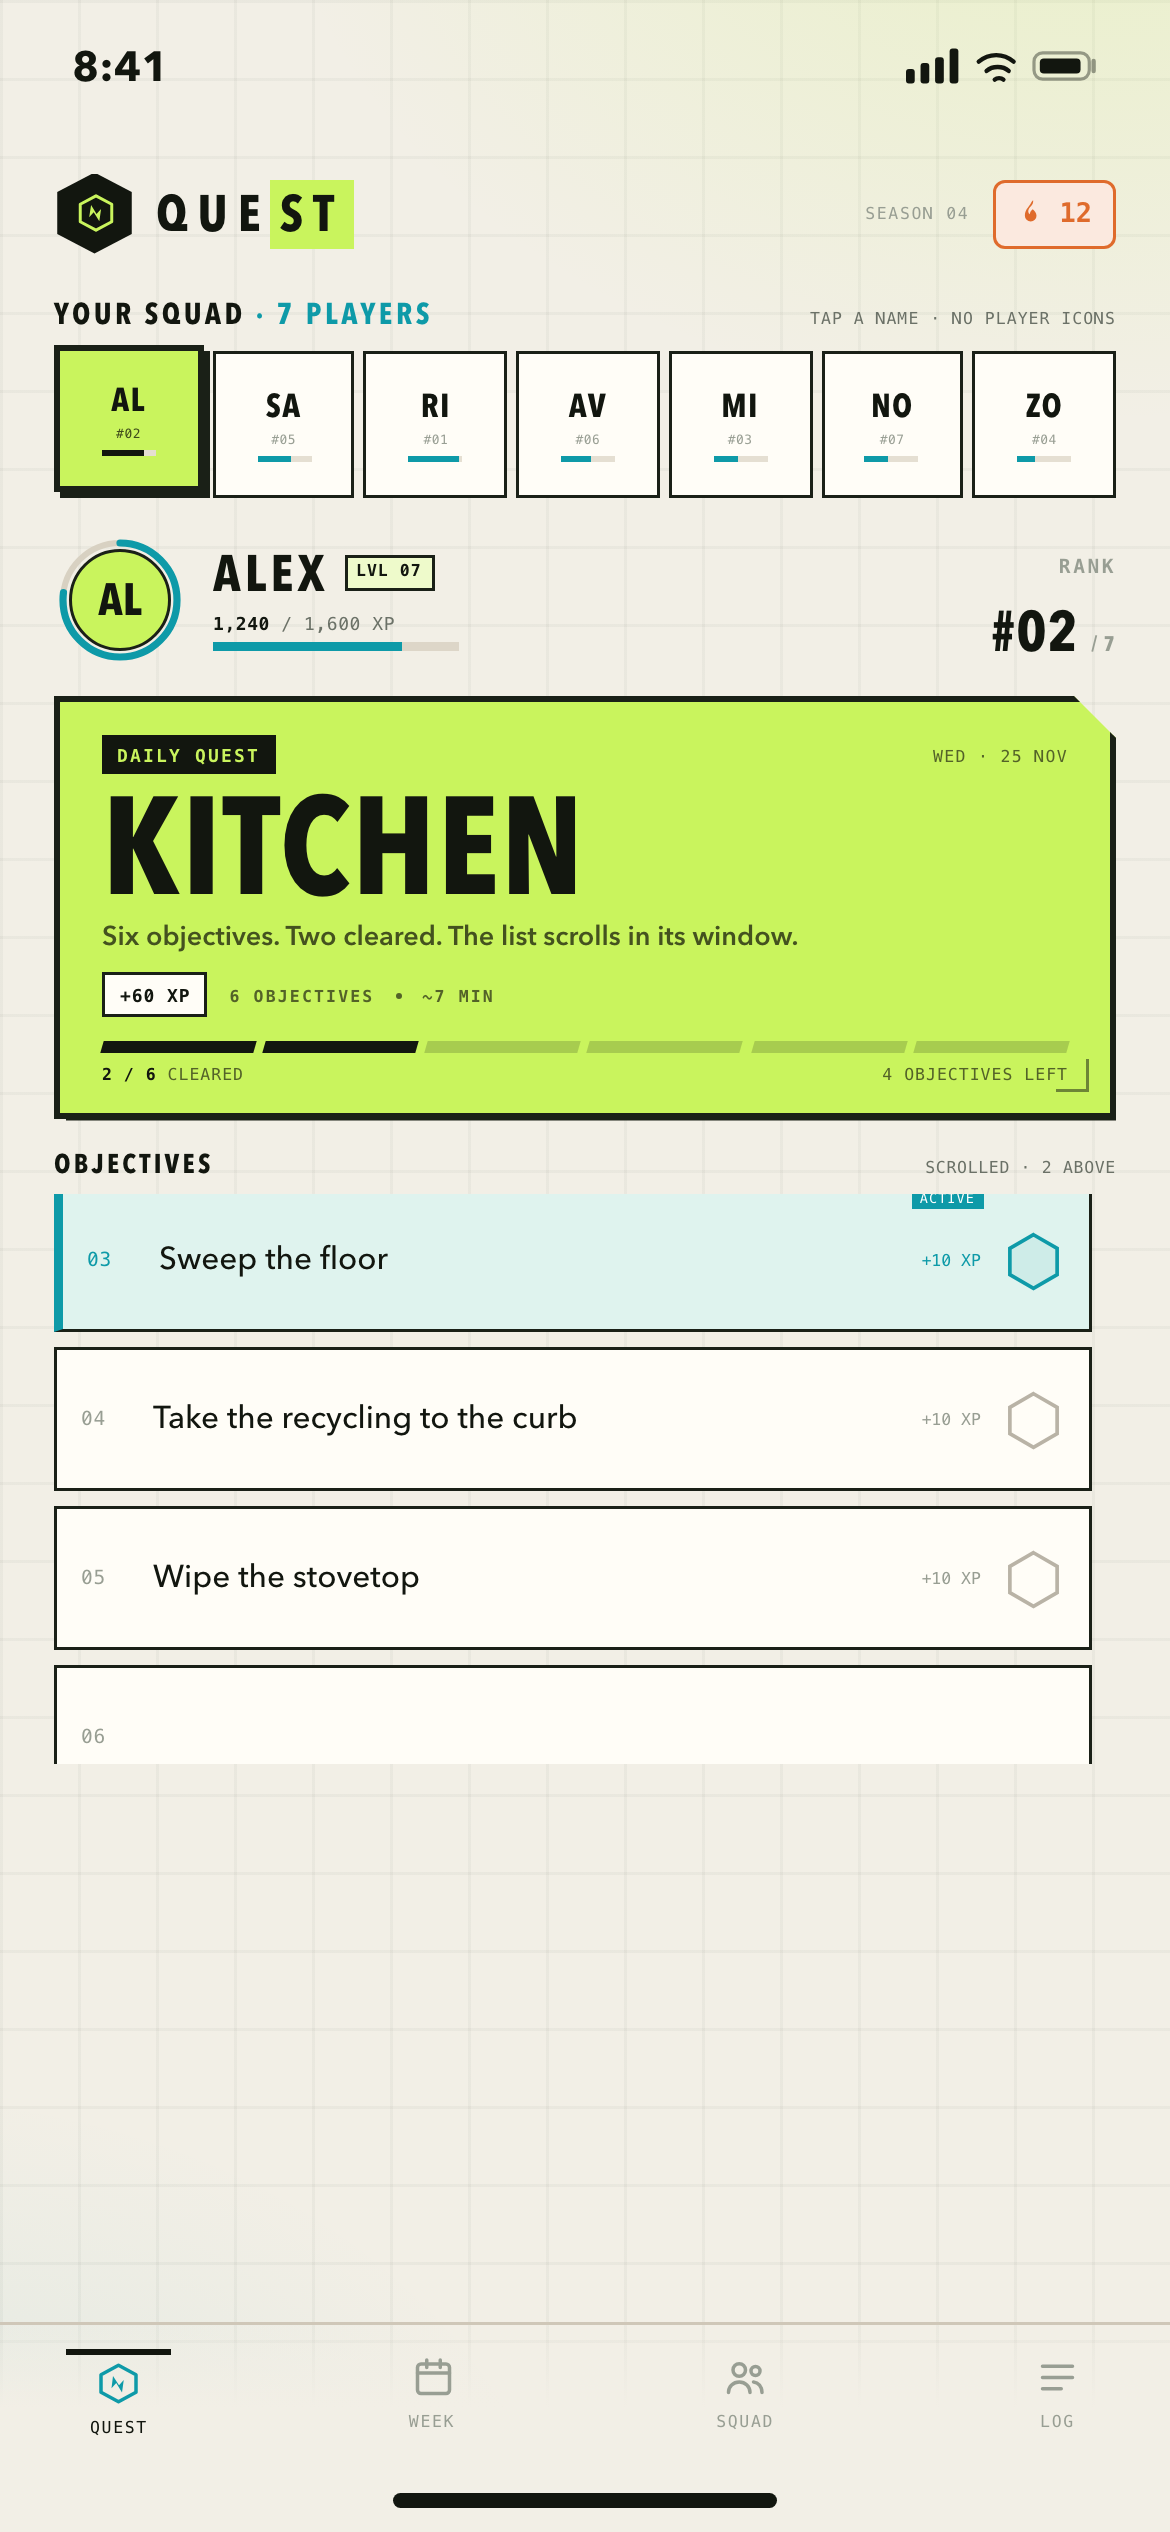 8:41
QUEST
SEASON 04
12
YOUR SQUAD · 7 PLAYERS
TAP A NAME · NO PLAYER ICONS
AL
#02
SA
#05
RI
#01
AV
#06
MI
#03
NO
#07
ZO
#04
AL
ALEX
LVL 07
1,240 / 1,600 XP
RANK
#02 / 7
DAILY QUEST
WED · 25 NOV
KITCHEN
Six objectives. Two cleared. The list scrolls in its window.
+60 XP
6 OBJECTIVES • ~7 MIN
2 / 6 CLEARED
4 OBJECTIVES LEFT
OBJECTIVES
SCROLLED · 2 ABOVE
ACTIVE
03
Sweep the floor
+10 XP
04
Take the recycling to the curb
+10 XP
05
Wipe the stovetop
+10 XP
06
QUEST
WEEK
SQUAD
LOG